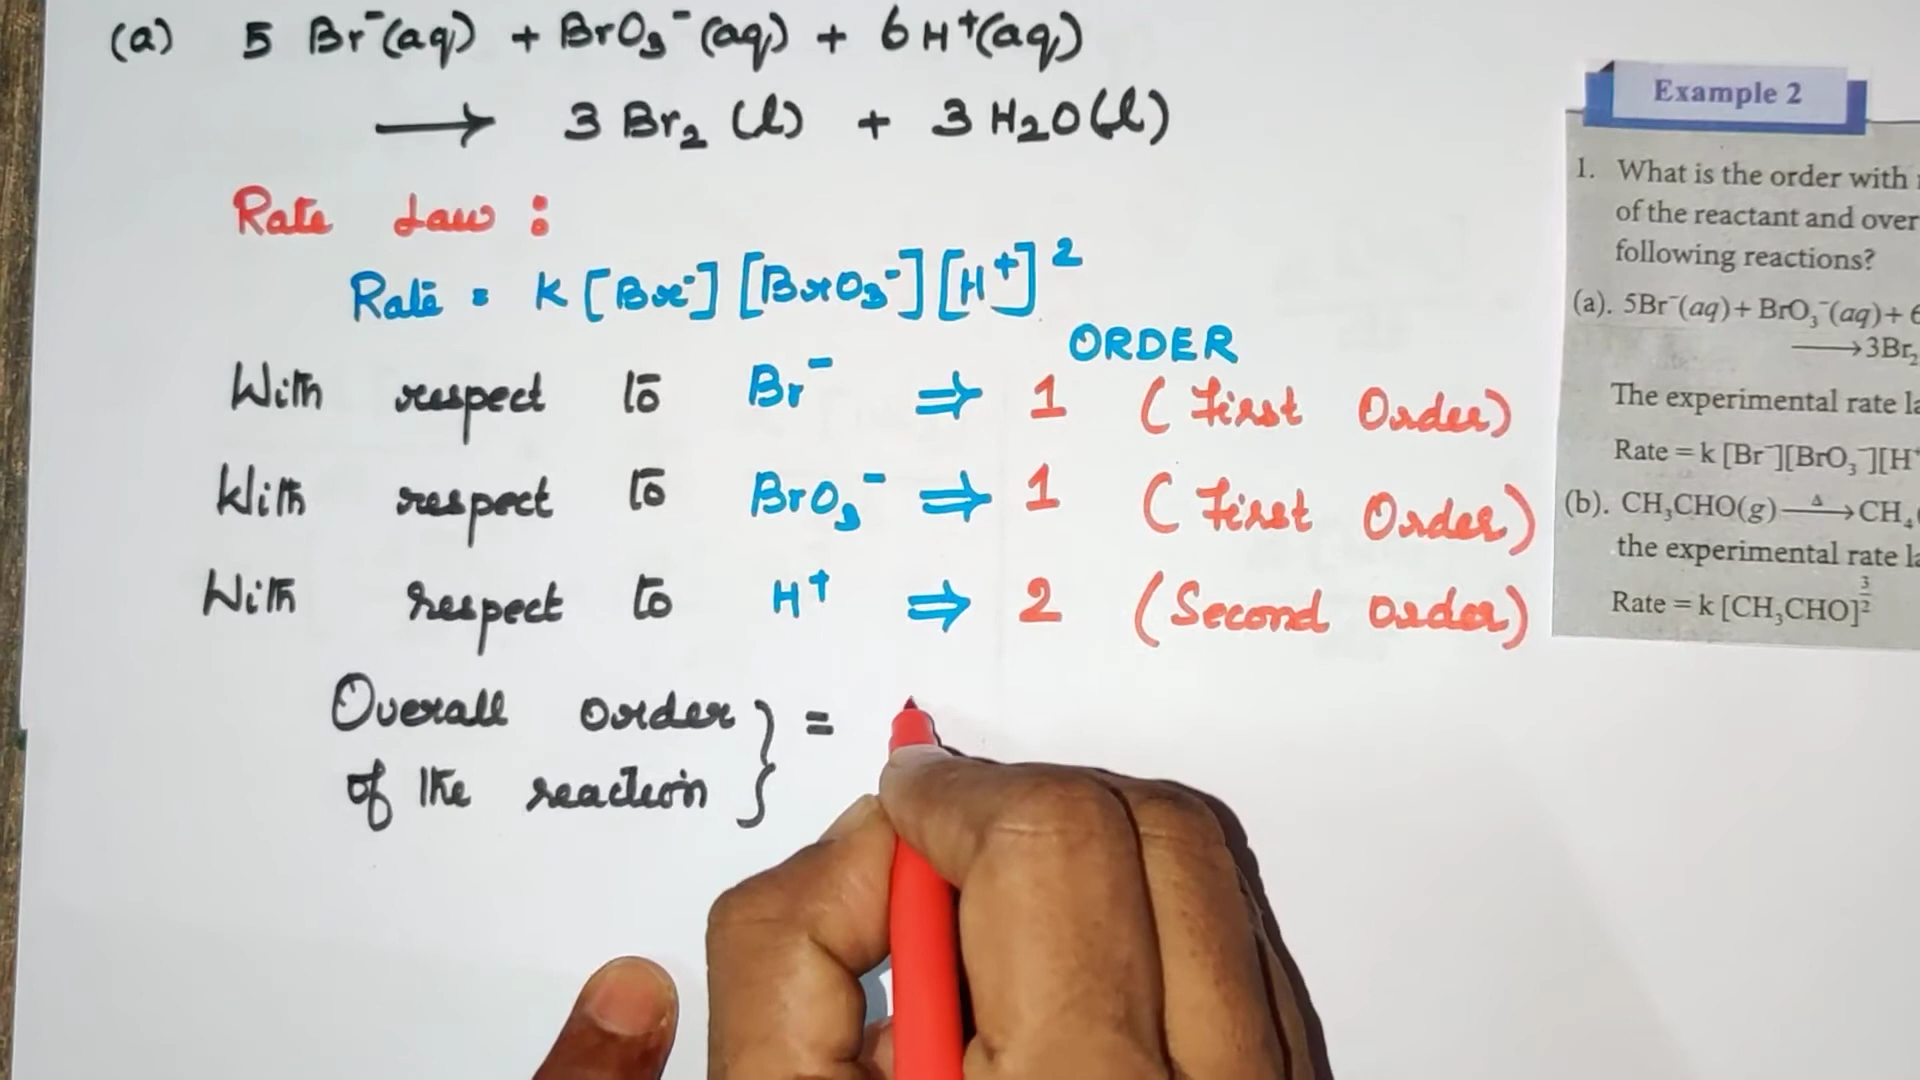 (a) 5 Br⁻(aq) + BrO₃⁻(aq) + 6H⁺(aq)
⟶ 3 Br₂ (l) + 3 H₂O(l)
Rate Law :
Rate = k [Br⁻] [BrO₃⁻] [H⁺]²
ORDER
With respect to Br⁻ ⇒ 1 (First Order)
With respect to BrO₃⁻ ⇒ 1 (First Order)
With respect to H⁺ ⇒ 2 (Second Order)
Overall order } =
of the reaction
Example 2
1. What is the order with
of the reactant and over
following reactions?
(a). 5Br⁻(aq)+ BrO₃⁻(aq)+ 6
⟶3Br₂
The experimental rate la
Rate = k [Br⁻][BrO₃⁻][H⁺
(b). CH₃CHO(g) —Δ→ CH₄(
the experimental rate la
Rate = k [CH₃CHO]^(3/2)